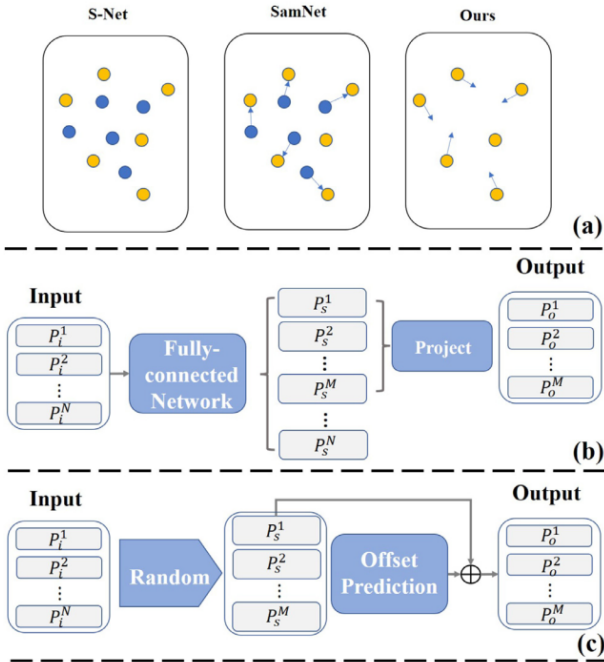 S-Net SamNet Ours
(a)
Input Output
P_i^1 P_s^1 P_o^1
P_i^2 P_s^2 P_o^2
⋮ ⋮ ⋮
P_i^N P_s^M P_o^M
⋮
P_s^N
Fully-
connected
Network
Project
(b)
Input Output
P_i^1 P_s^1 P_o^1
P_i^2 P_s^2 P_o^2
⋮ ⋮ ⋮
P_i^N P_s^M P_o^M
Random
Offset
Prediction
(c)